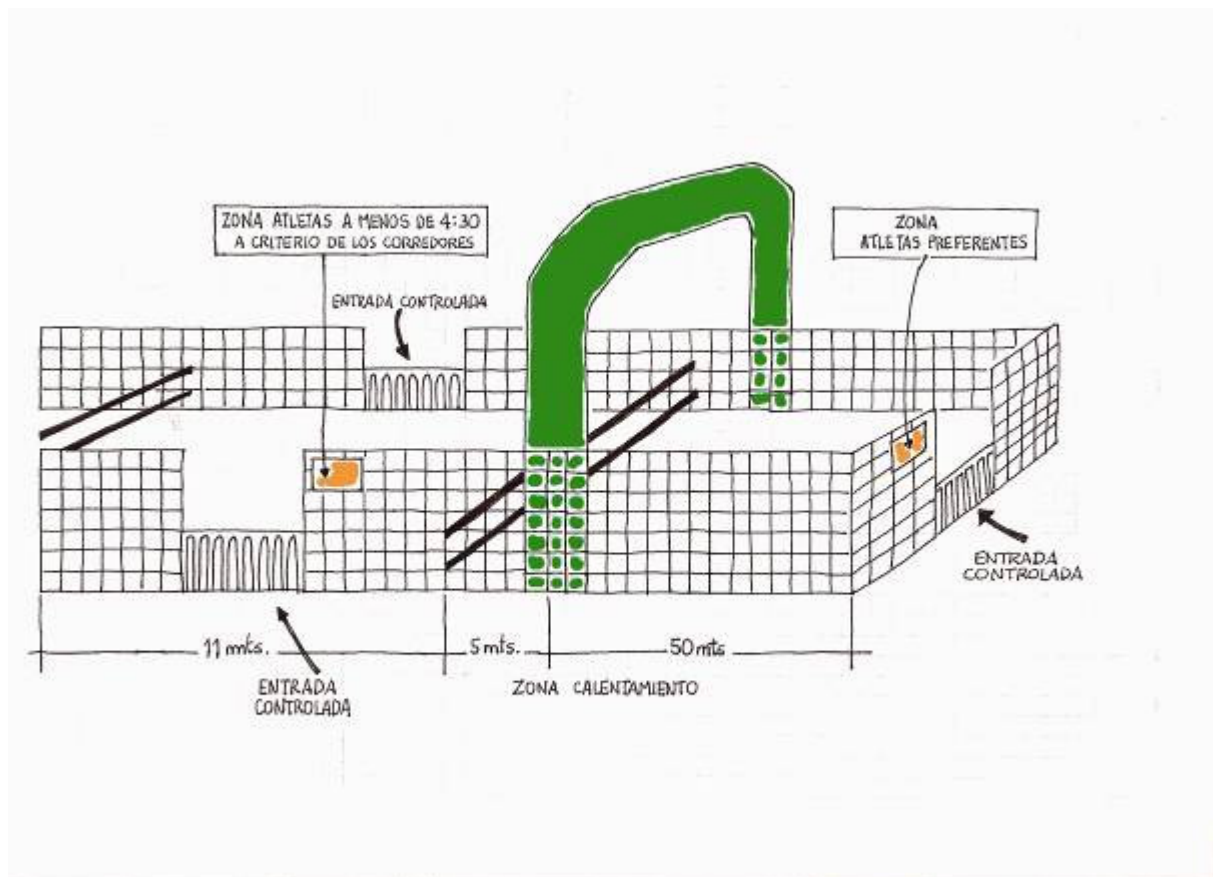 ZONA ATLETAS A MENOS DE 4:30
A CRITERIO DE LOS CORREDORES
ZONA
ATLETAS PREFERENTES
ENTRADA CONTROLADA
ENTRADA
CONTROLADA
11 mts.
5 mts.
50 mts
ENTRADA
CONTROLADA
ZONA CALENTAMIENTO